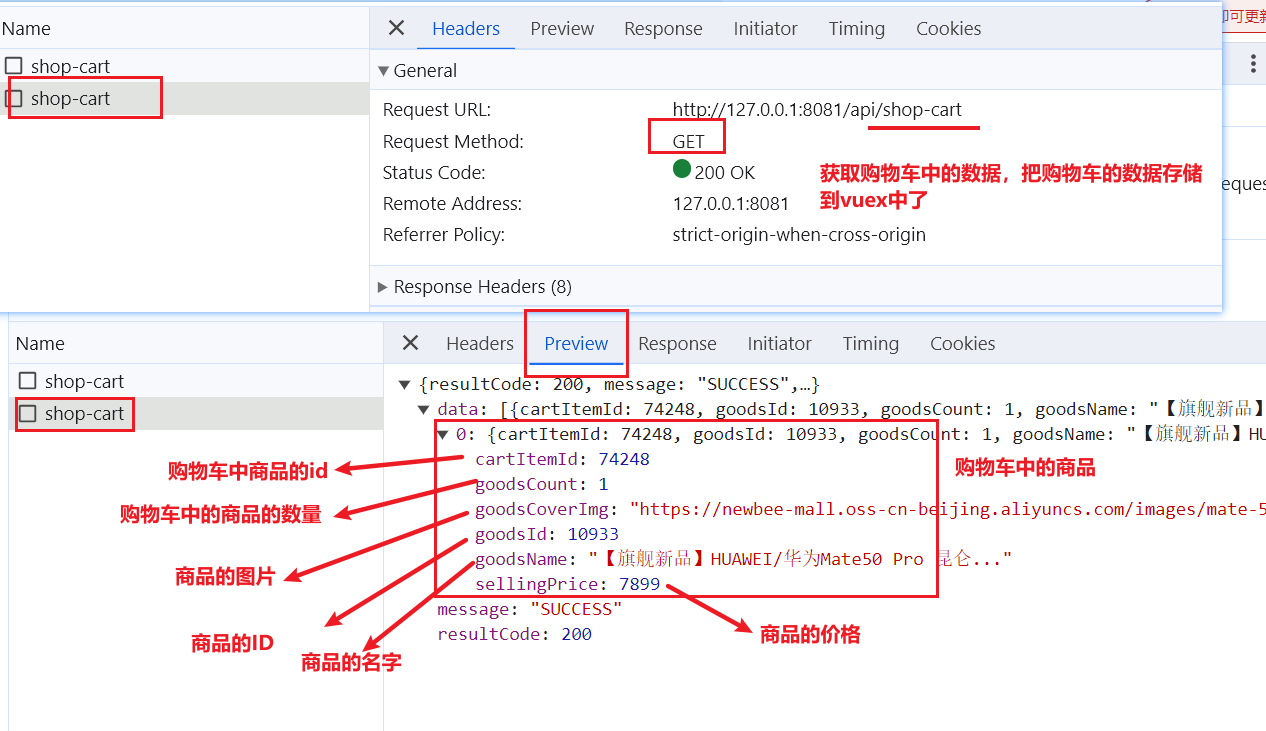 Name
Headers Preview Response Initiator Timing Cookies
即可更新
shop-cart
shop-cart
General
Request URL: http://127.0.0.1:8081/api/shop-cart
Request Method: GET
Status Code: 200 OK
Remote Address: 127.0.0.1:8081
Referrer Policy: strict-origin-when-cross-origin
获取购物车中的数据，把购物车的数据存储
到vuex中了
eques
Response Headers (8)
Name
Headers Preview Response Initiator Timing Cookies
shop-cart
shop-cart
{resultCode: 200, message: "SUCCESS",…}
data: [{cartItemId: 74248, goodsId: 10933, goodsCount: 1, goodsName: "【旗舰新品】
0: {cartItemId: 74248, goodsId: 10933, goodsCount: 1, goodsName: "【旗舰新品】HU
cartItemId: 74248
goodsCount: 1
goodsCoverImg: "https://newbee-mall.oss-cn-beijing.aliyuncs.com/images/mate-5
goodsId: 10933
goodsName: "【旗舰新品】HUAWEI/华为Mate50 Pro 昆仑..."
sellingPrice: 7899
message: "SUCCESS"
resultCode: 200
购物车中的商品
购物车中商品的id
购物车中的商品的数量
商品的图片
商品的ID
商品的名字
商品的价格